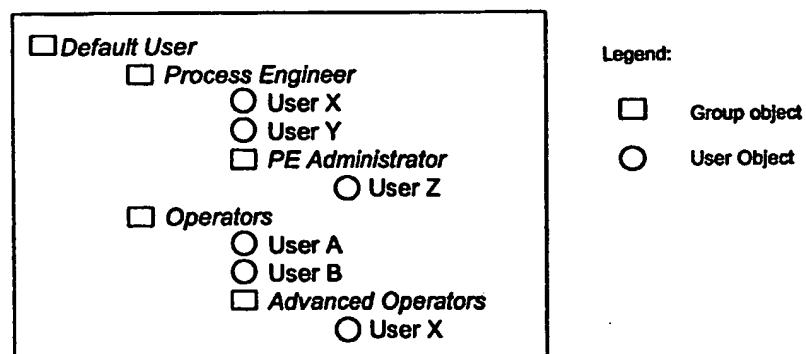 Default User
Process Engineer
User X
User Y
PE Administrator
User Z
Operators
User A
User B
Advanced Operators
User X
Legend:
Group object
User Object